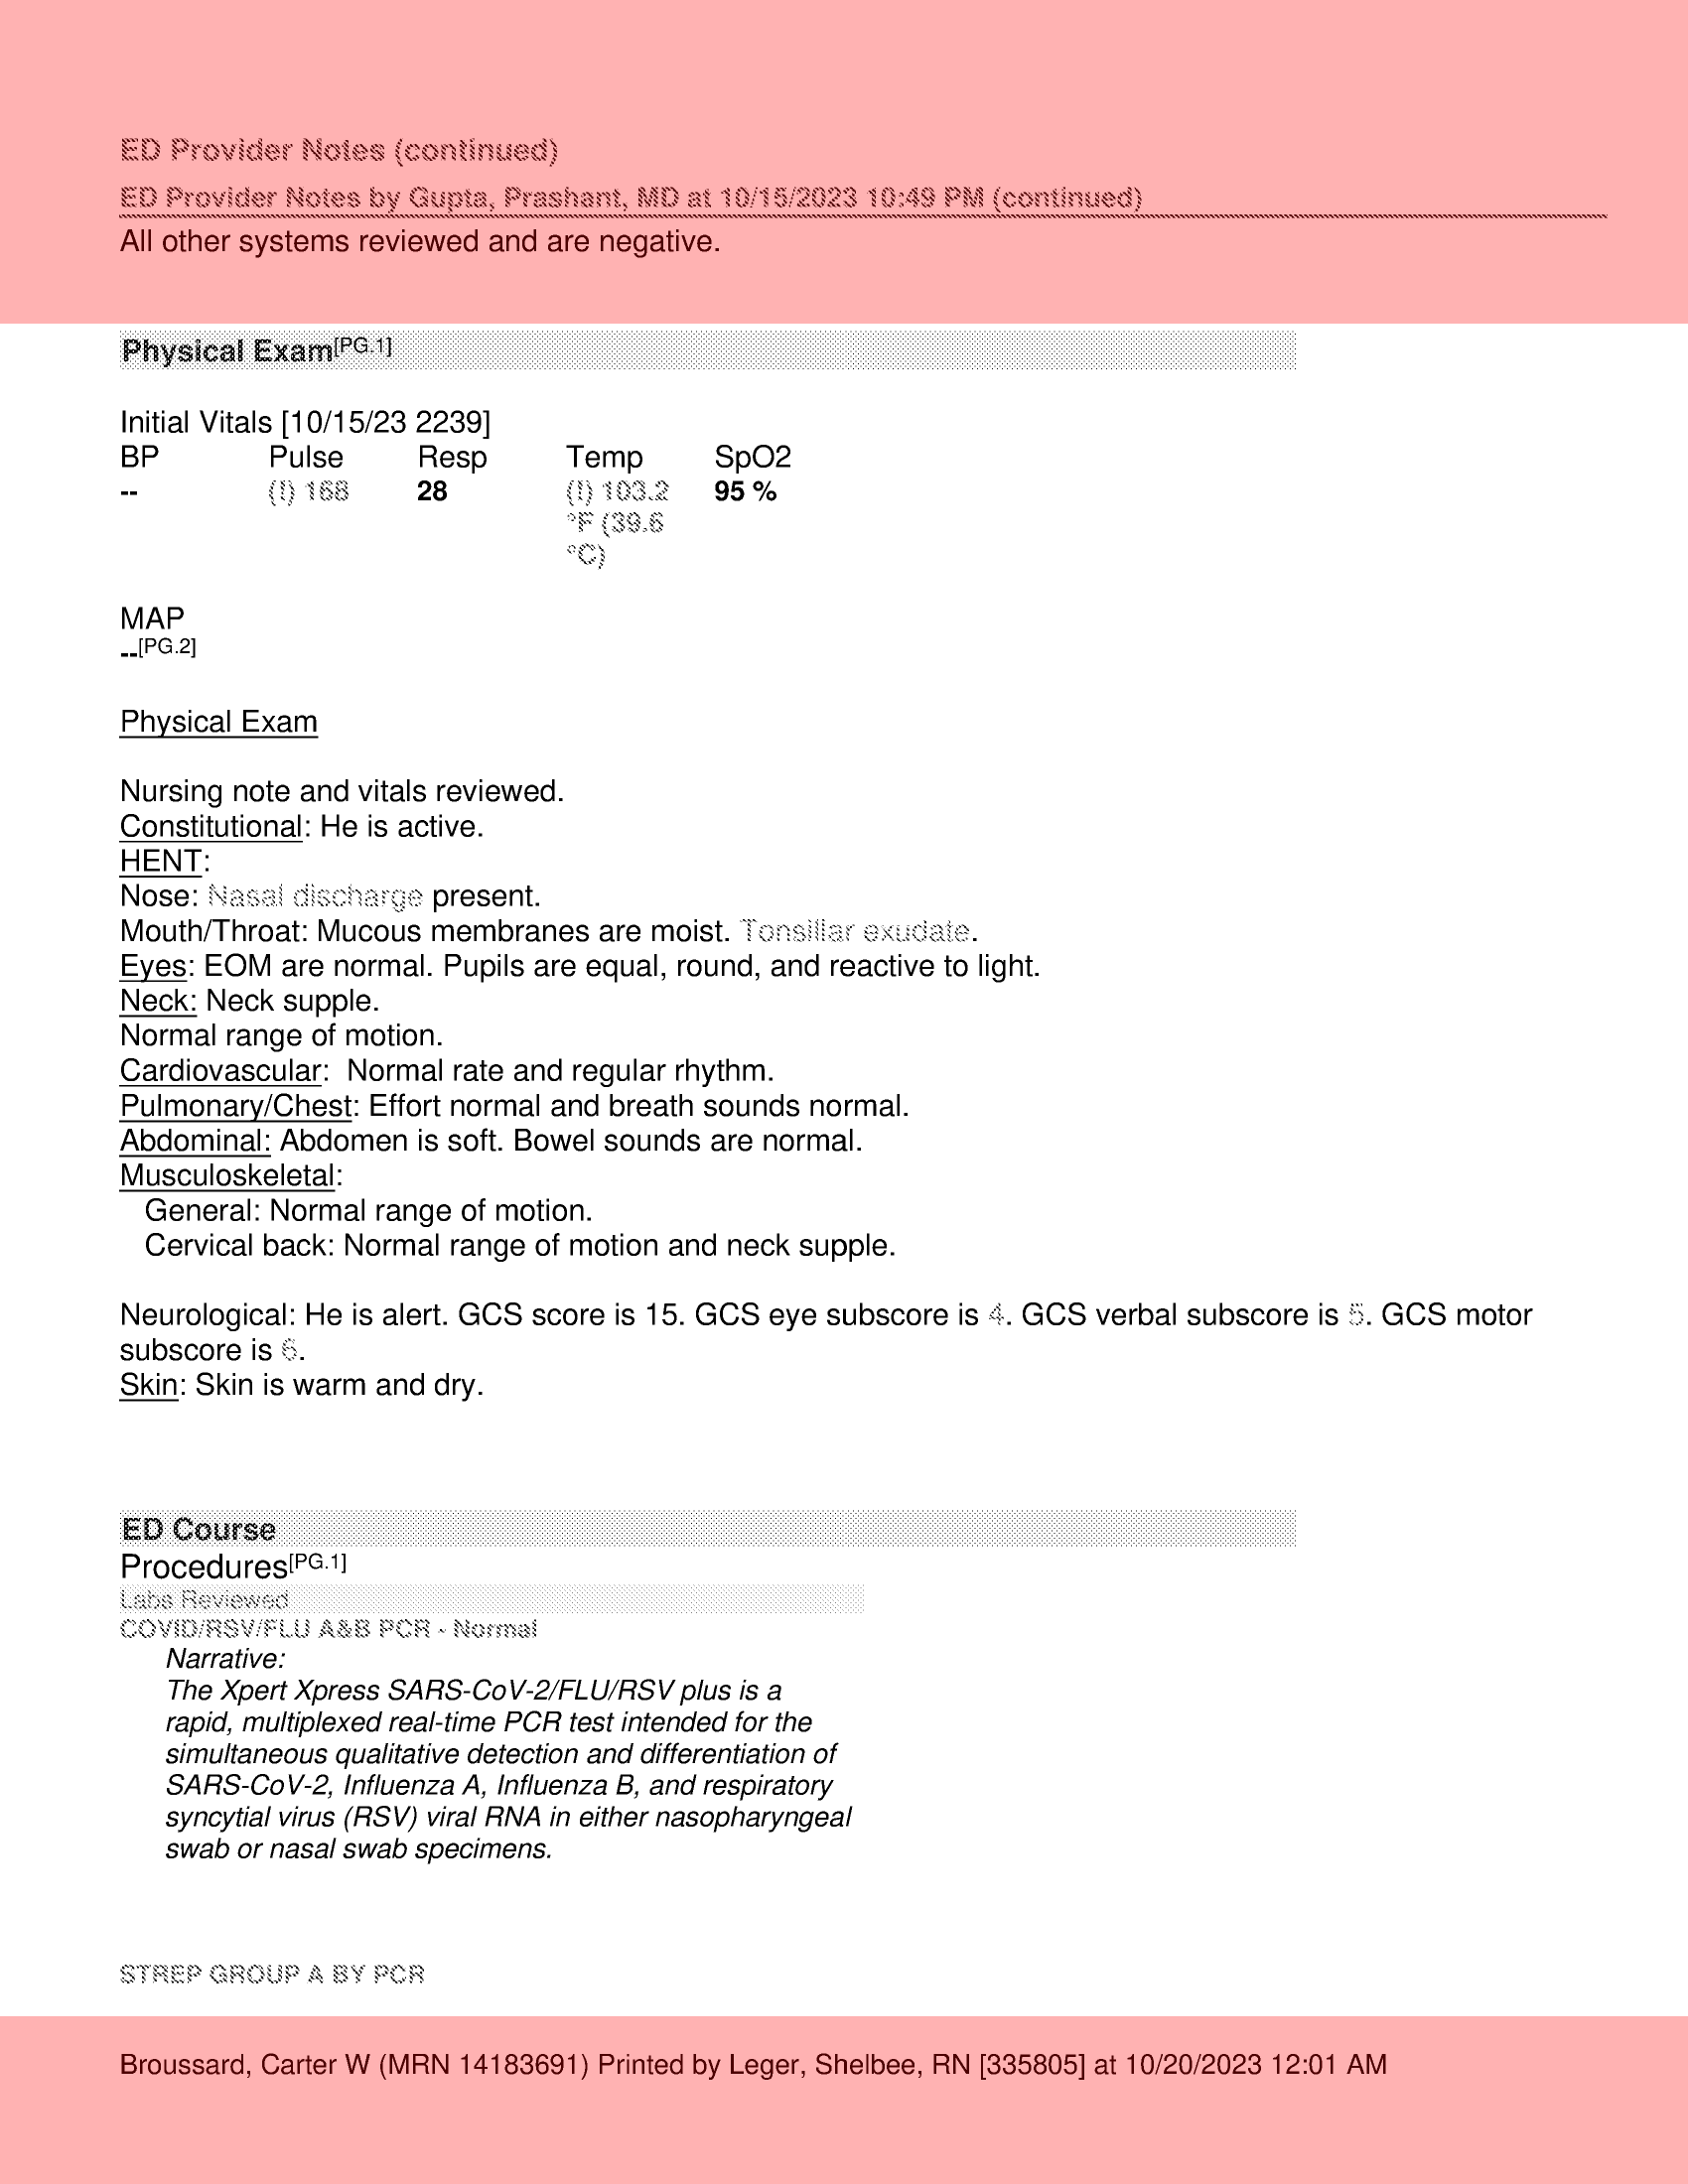 ED Provider Notes (continued)
ED Provider Notes by Gupta, Prashant, MD at 10/15/2023 10:49 PM (continued)
All other systems reviewed and are negative.
Physical Exam[PG.1]
Initial Vitals [10/15/23 2239]
BP Pulse Resp Temp SpO2
-- (!) 168 28 (!) 103.2 95 %
°F (39.6
°C)
MAP
--[PG.2]
Physical Exam
Nursing note and vitals reviewed.
Constitutional: He is active.
HENT:
Nose: Nasal discharge present.
Mouth/Throat: Mucous membranes are moist. Tonsillar exudate.
Eyes: EOM are normal. Pupils are equal, round, and reactive to light.
Neck: Neck supple.
Normal range of motion.
Cardiovascular:  Normal rate and regular rhythm.
Pulmonary/Chest: Effort normal and breath sounds normal.
Abdominal: Abdomen is soft. Bowel sounds are normal.
Musculoskeletal:
General: Normal range of motion.
Cervical back: Normal range of motion and neck supple.
Neurological: He is alert. GCS score is 15. GCS eye subscore is 4. GCS verbal subscore is 5. GCS motor
subscore is 6.
Skin: Skin is warm and dry.
ED Course
Procedures[PG.1]
Labs Reviewed
COVID/RSV/FLU A&B PCR - Normal
Narrative:
The Xpert Xpress SARS-CoV-2/FLU/RSV plus is a
rapid, multiplexed real-time PCR test intended for the
simultaneous qualitative detection and differentiation of
SARS-CoV-2, Influenza A, Influenza B, and respiratory
syncytial virus (RSV) viral RNA in either nasopharyngeal
swab or nasal swab specimens.
STREP GROUP A BY PCR
Broussard, Carter W (MRN 14183691) Printed by Leger, Shelbee, RN [335805] at 10/20/2023 12:01 AM